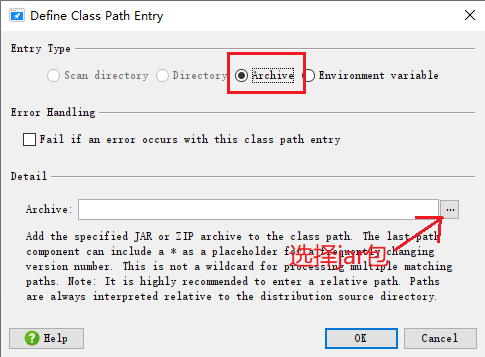 Define Class Path Entry
Entry Type
Scan directory Directory Archive Environment variable
Error Handling
Fail if an error occurs with this class path entry
Detail
Archive: ...
Add the specified JAR or ZIP archive to the class path. The last path
component can include a * as a placeholder for a frequently changing
version number. This is not a wildcard for processing multiple matching
paths. Note: It is highly recommended to enter a relative path. Paths
are always interpreted relative to the distribution source directory.
选择jar包
Help OK Cancel